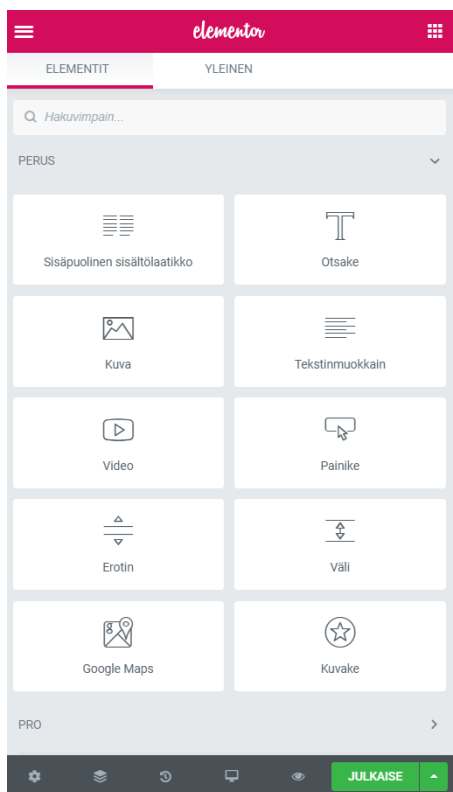 elementor
ELEMENTIT YLEINEN
Hakuvimpain...
PERUS
Sisäpuolinen sisältölaatikko Otsake
Kuva Tekstinmuokkain
Video Painike
Erotin Väli
Google Maps Kuvake
PRO
JULKAISE